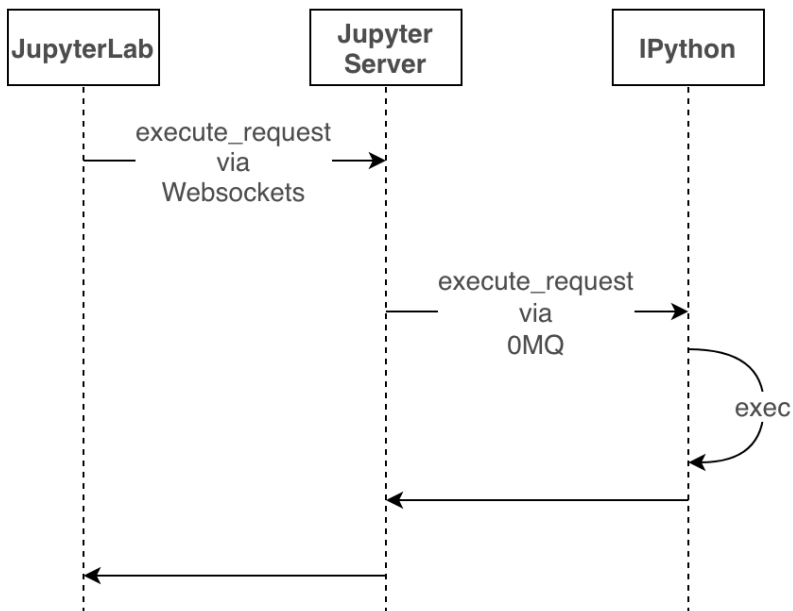 JupyterLab
Jupyter
Server
IPython
execute_request
via
Websockets
execute_request
via
0MQ
exec